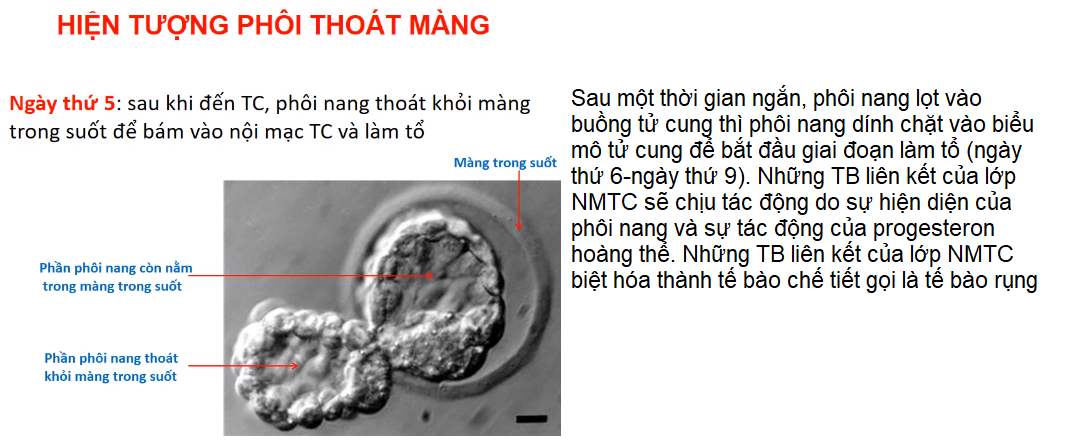 HIỆN TƯỢNG PHÔI THOÁT MÀNG
Ngày thứ 5: sau khi đến TC, phôi nang thoát khỏi màng
trong suốt để bám vào nội mạc TC và làm tổ
Màng trong suốt
Phần phôi nang còn nằm
trong màng trong suốt
Phần phôi nang thoát
khỏi màng trong suốt
Sau một thời gian ngắn, phôi nang lọt vào
buồng tử cung thì phôi nang dính chặt vào biểu
mô tử cung để bắt đầu giai đoạn làm tổ (ngày
thứ 6-ngày thứ 9). Những TB liên kết của lớp
NMTC sẽ chịu tác động do sự hiện diện của
phôi nang và sự tác động của progesteron
hoàng thể. Những TB liên kết của lớp NMTC
biệt hóa thành tế bào chế tiết gọi là tế bào rụng